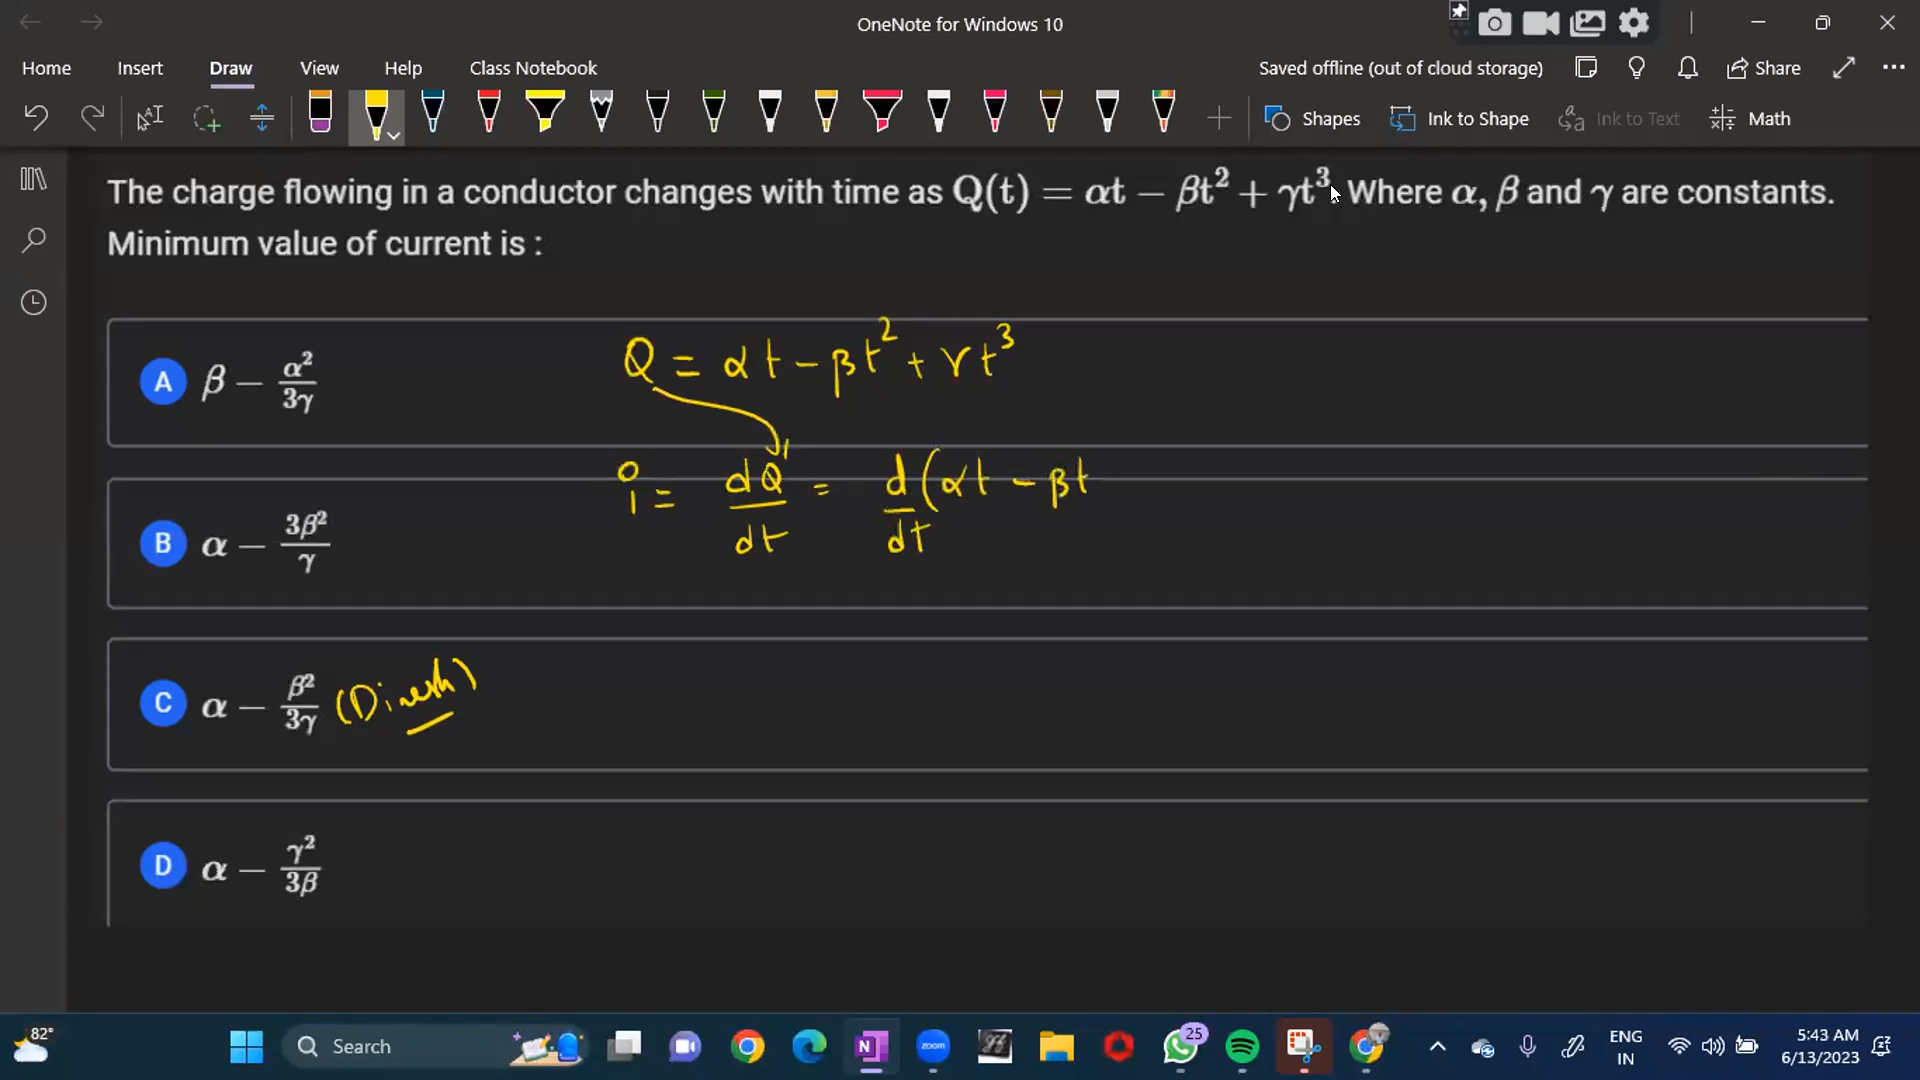 OneNote for Windows 10
Home Insert Draw View Help Class Notebook Saved offline (out of cloud storage) Share
Shapes Ink to Shape Ink to Text Math
The charge flowing in a conductor changes with time as Q(t) = αt − βt² + γt³. Where α, β and γ are constants.
Minimum value of current is :
Q = αt − βt² + γt³
A β − α²/3γ
i = dQ/dt = d/dt (αt − βt
B α − 3β²/γ
C α − β²/3γ (Dinesh)
D α − γ²/3β
82°
Search
zoom
25
ENG
IN
5:43 AM
6/13/2023